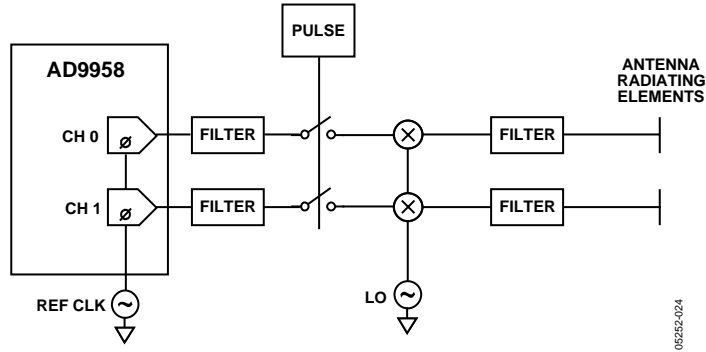 PULSE
AD9958
ANTENNA
RADIATING
ELEMENTS
CH 0
Ø
FILTER
FILTER
CH 1
Ø
FILTER
FILTER
REF CLK
~
LO
~
05252-024